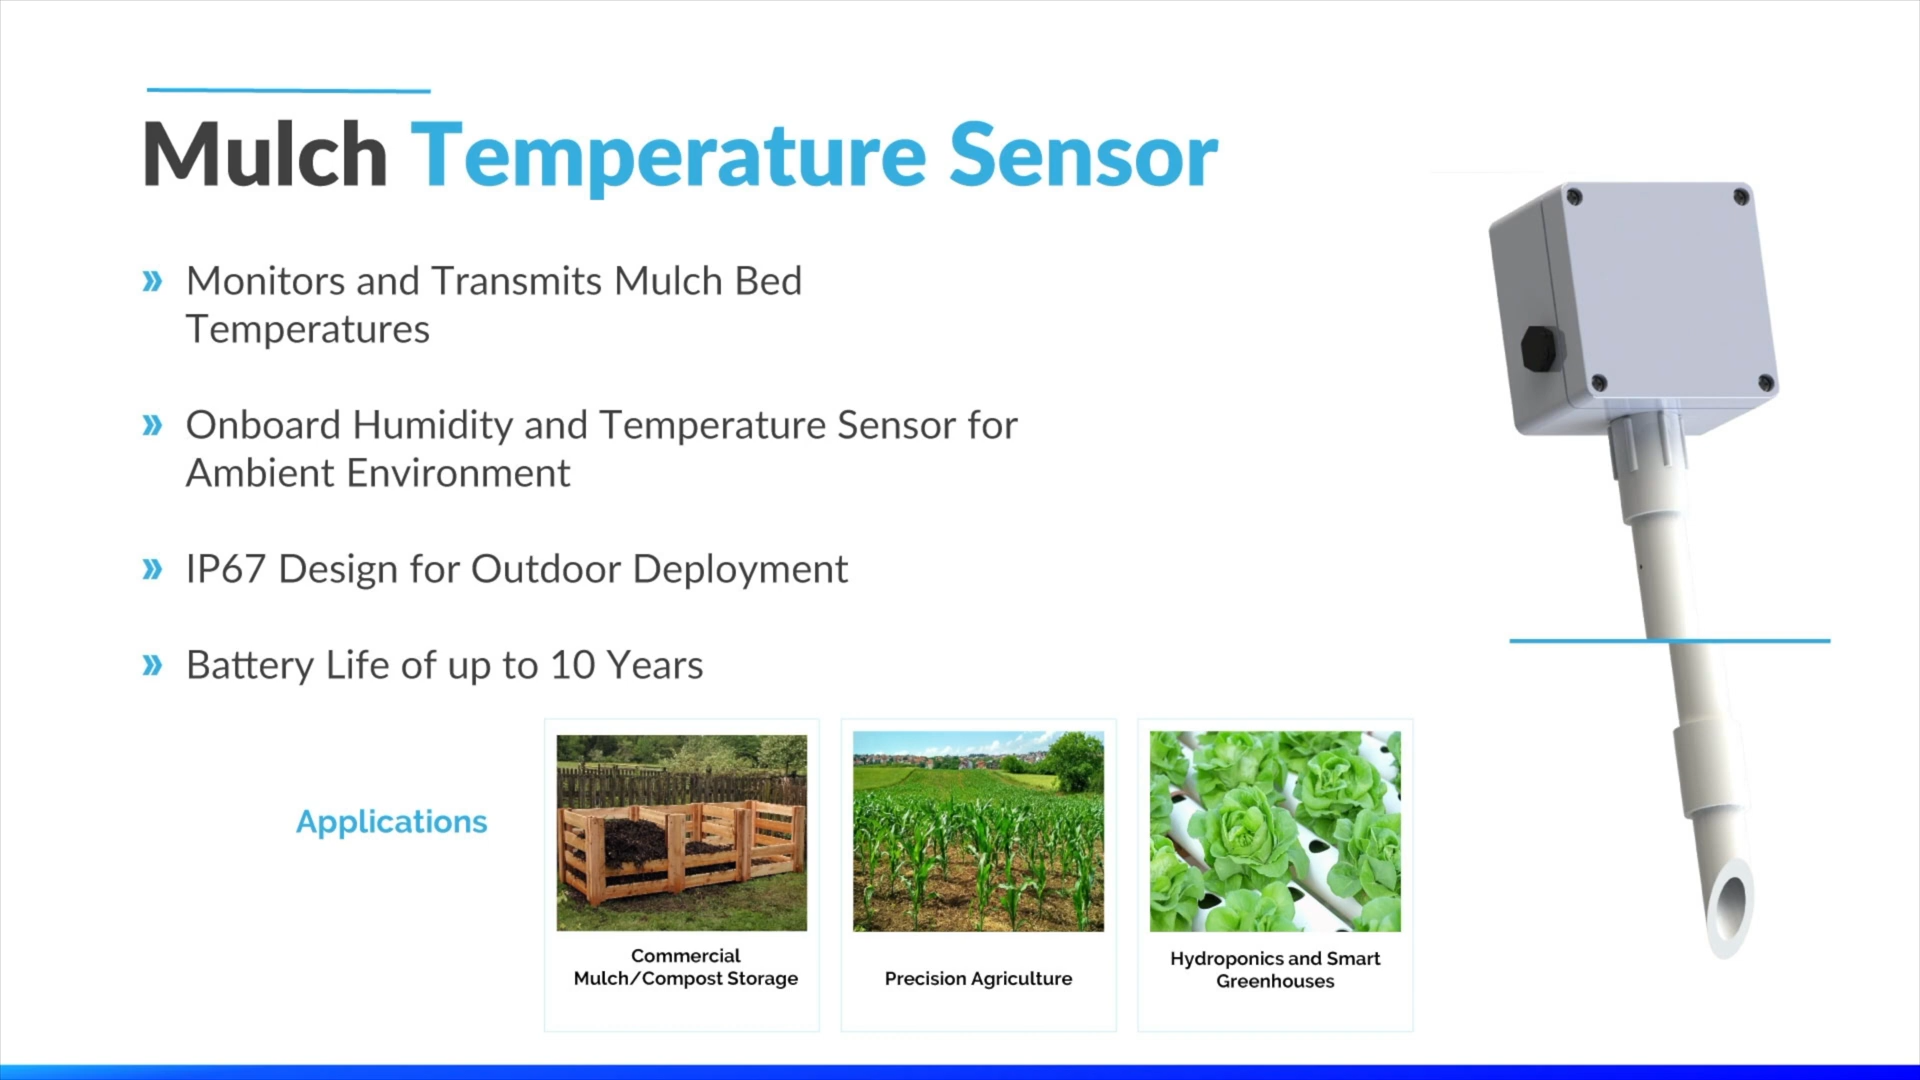 Mulch Temperature Sensor
» Monitors and Transmits Mulch Bed
Temperatures
» Onboard Humidity and Temperature Sensor for
Ambient Environment
» IP67 Design for Outdoor Deployment
» Battery Life of up to 10 Years
Applications
Commercial
Mulch/Compost Storage
Precision Agriculture
Hydroponics and Smart
Greenhouses